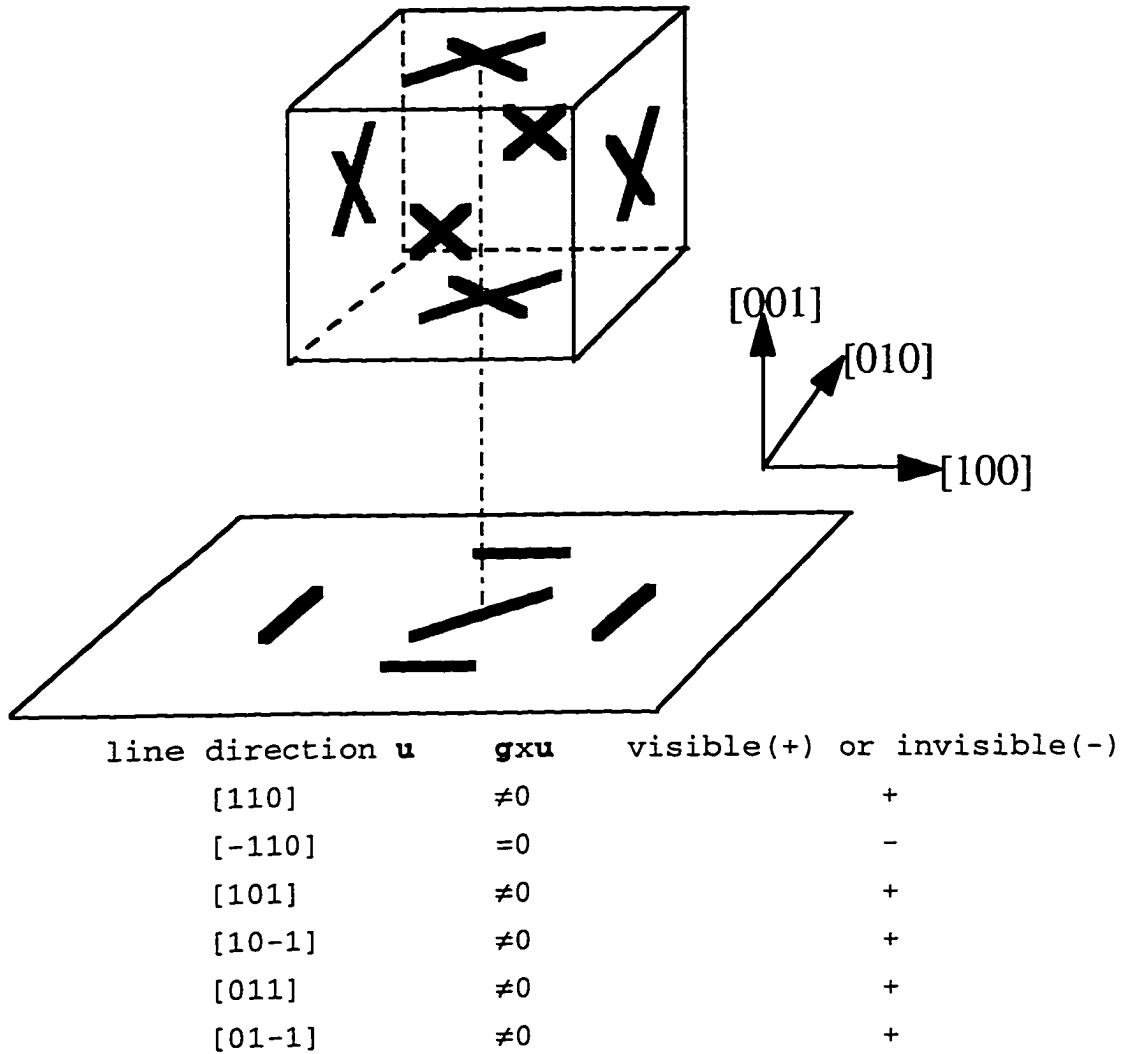 [001]
[010]
[100]
line direction u gxu visible(+) or invisible(-)
[110] ≠0 +
[-110] =0 -
[101] ≠0 +
[10-1] ≠0 +
[011] ≠0 +
[01-1] ≠0 +